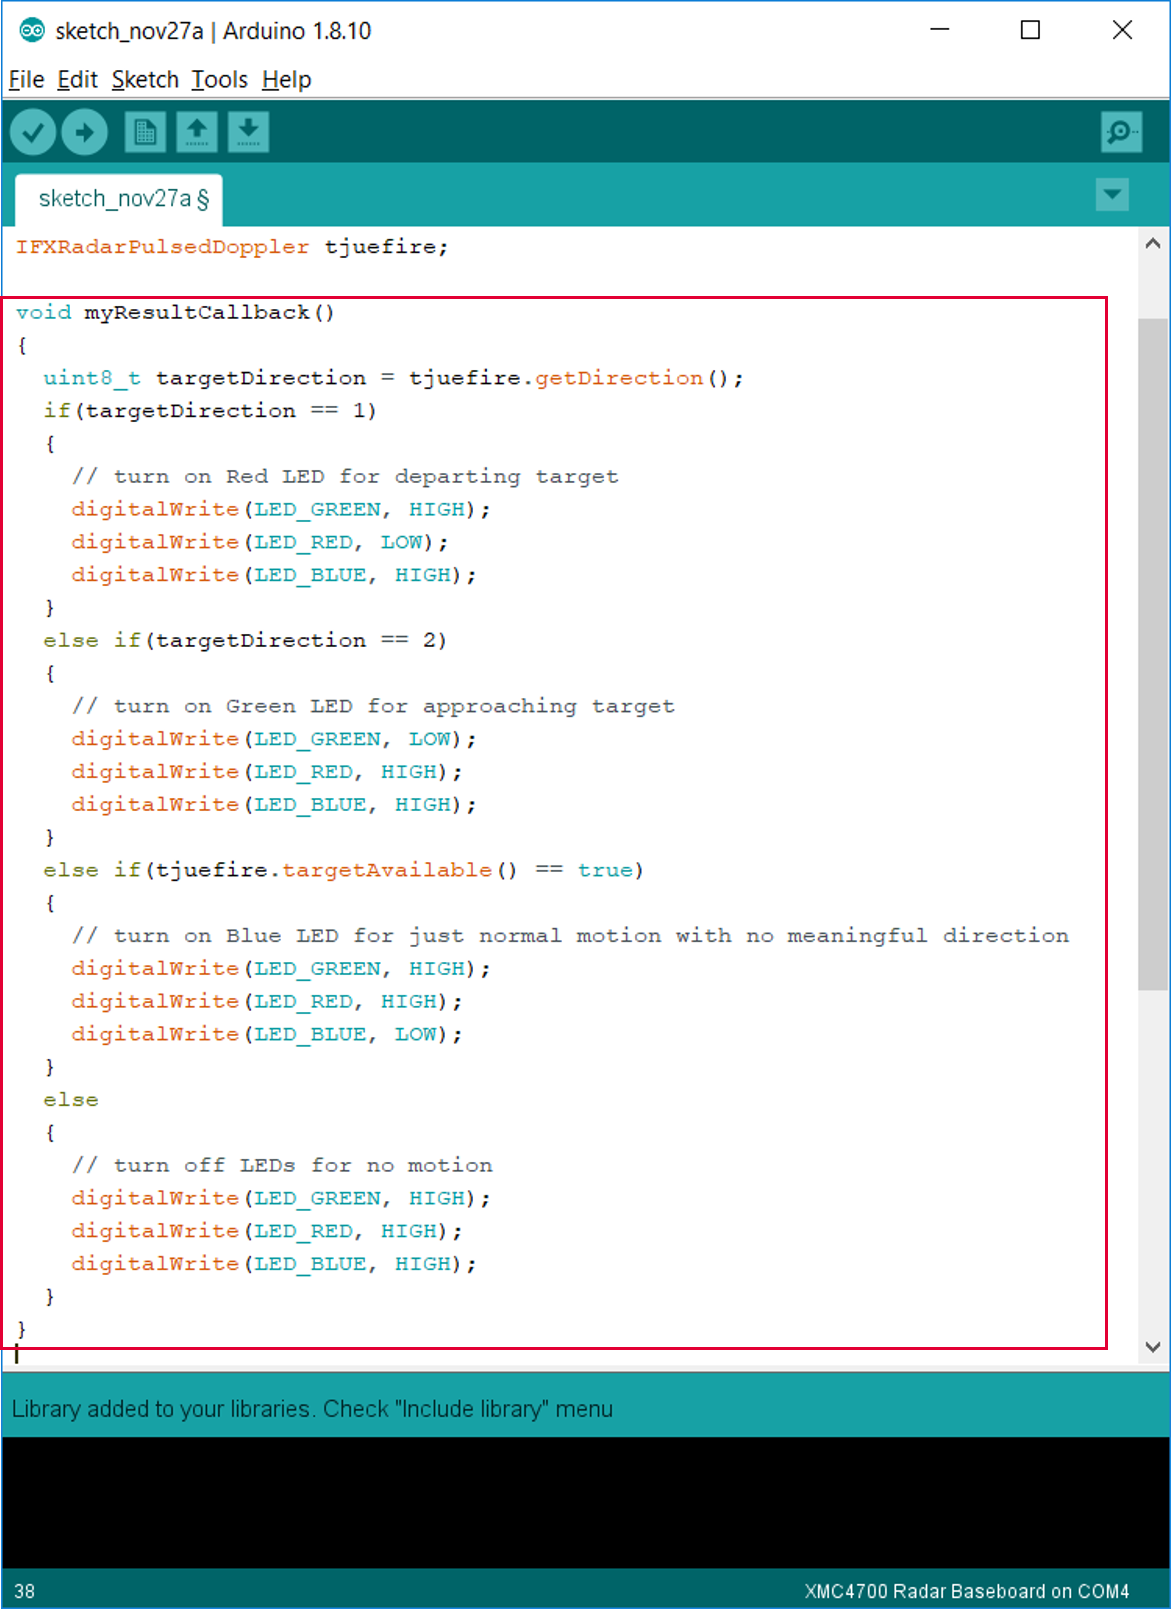 sketch_nov27a | Arduino 1.8.10
File Edit Sketch Tools Help
sketch_nov27a §
IFXRadarPulsedDoppler tjuefire;
void myResultCallback()
{
  uint8_t targetDirection = tjuefire.getDirection();
  if(targetDirection == 1)
  {
    // turn on Red LED for departing target
    digitalWrite(LED_GREEN, HIGH);
    digitalWrite(LED_RED, LOW);
    digitalWrite(LED_BLUE, HIGH);
  }
  else if(targetDirection == 2)
  {
    // turn on Green LED for approaching target
    digitalWrite(LED_GREEN, LOW);
    digitalWrite(LED_RED, HIGH);
    digitalWrite(LED_BLUE, HIGH);
  }
  else if(tjuefire.targetAvailable() == true)
  {
    // turn on Blue LED for just normal motion with no meaningful direction
    digitalWrite(LED_GREEN, HIGH);
    digitalWrite(LED_RED, HIGH);
    digitalWrite(LED_BLUE, LOW);
  }
  else
  {
    // turn off LEDs for no motion
    digitalWrite(LED_GREEN, HIGH);
    digitalWrite(LED_RED, HIGH);
    digitalWrite(LED_BLUE, HIGH);
  }
}
Library added to your libraries. Check "Include library" menu
38 XMC4700 Radar Baseboard on COM4